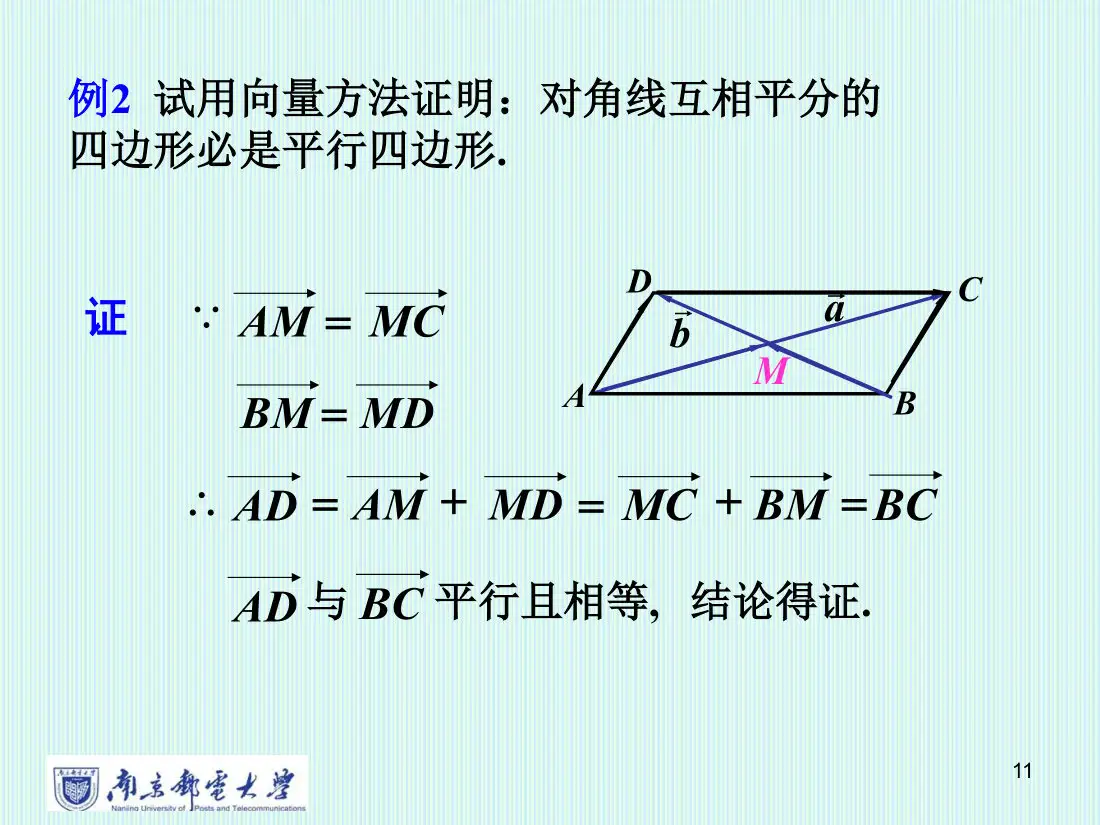 例2 试用向量方法证明：对角线互相平分的
四边形必是平行四边形.
证 ∵ AM = MC
BM = MD
D
C
a
b
M
A
B
∴ AD = AM + MD = MC + BM = BC
AD 与 BC 平行且相等, 结论得证.
南京邮电大学
Nanjing University of Posts and Telecommunications
11